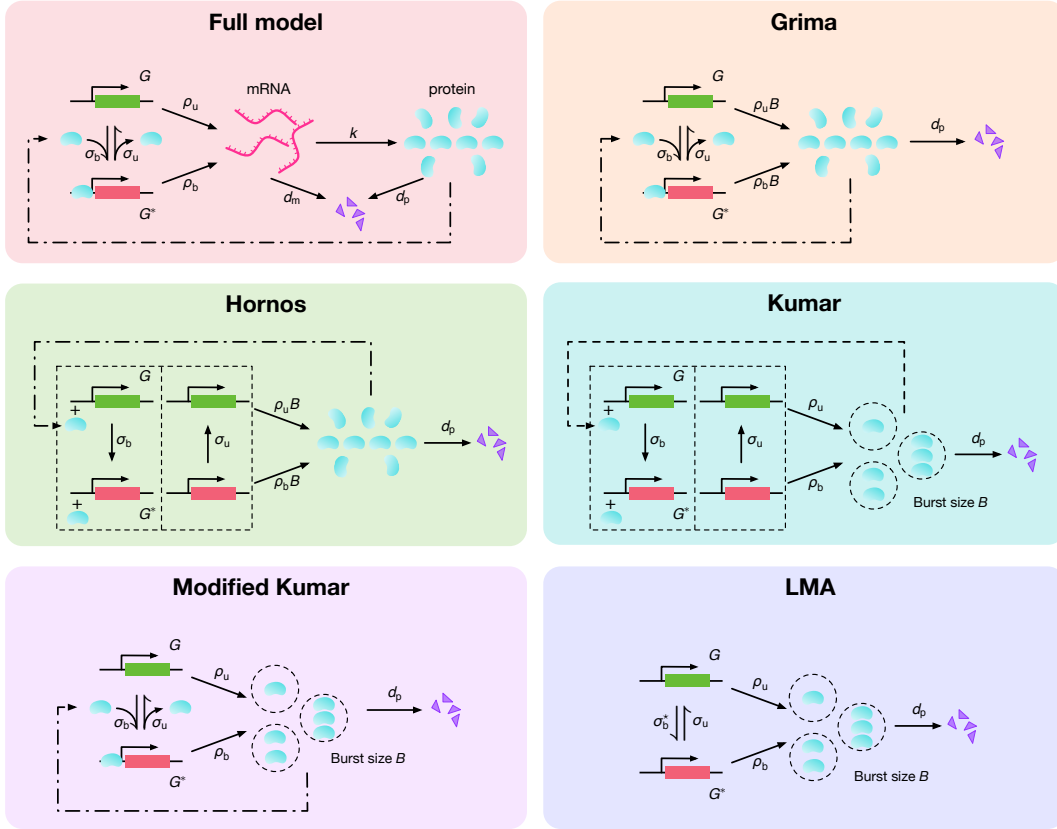 Full model
G
mRNA
protein
ρu
k
σb
σu
ρb
dm
dp
G*
Grima
G
ρuB
dp
σb
σu
ρbB
G*
Hornos
G
+
ρuB
dp
σb
σu
ρbB
+
G*
Kumar
G
+
ρu
dp
σb
σu
ρb
+
G*
Burst size B
Modified Kumar
G
ρu
dp
σb
σu
ρb
Burst size B
G*
LMA
G
ρu
dp
σb*
σu
ρb
Burst size B
G*